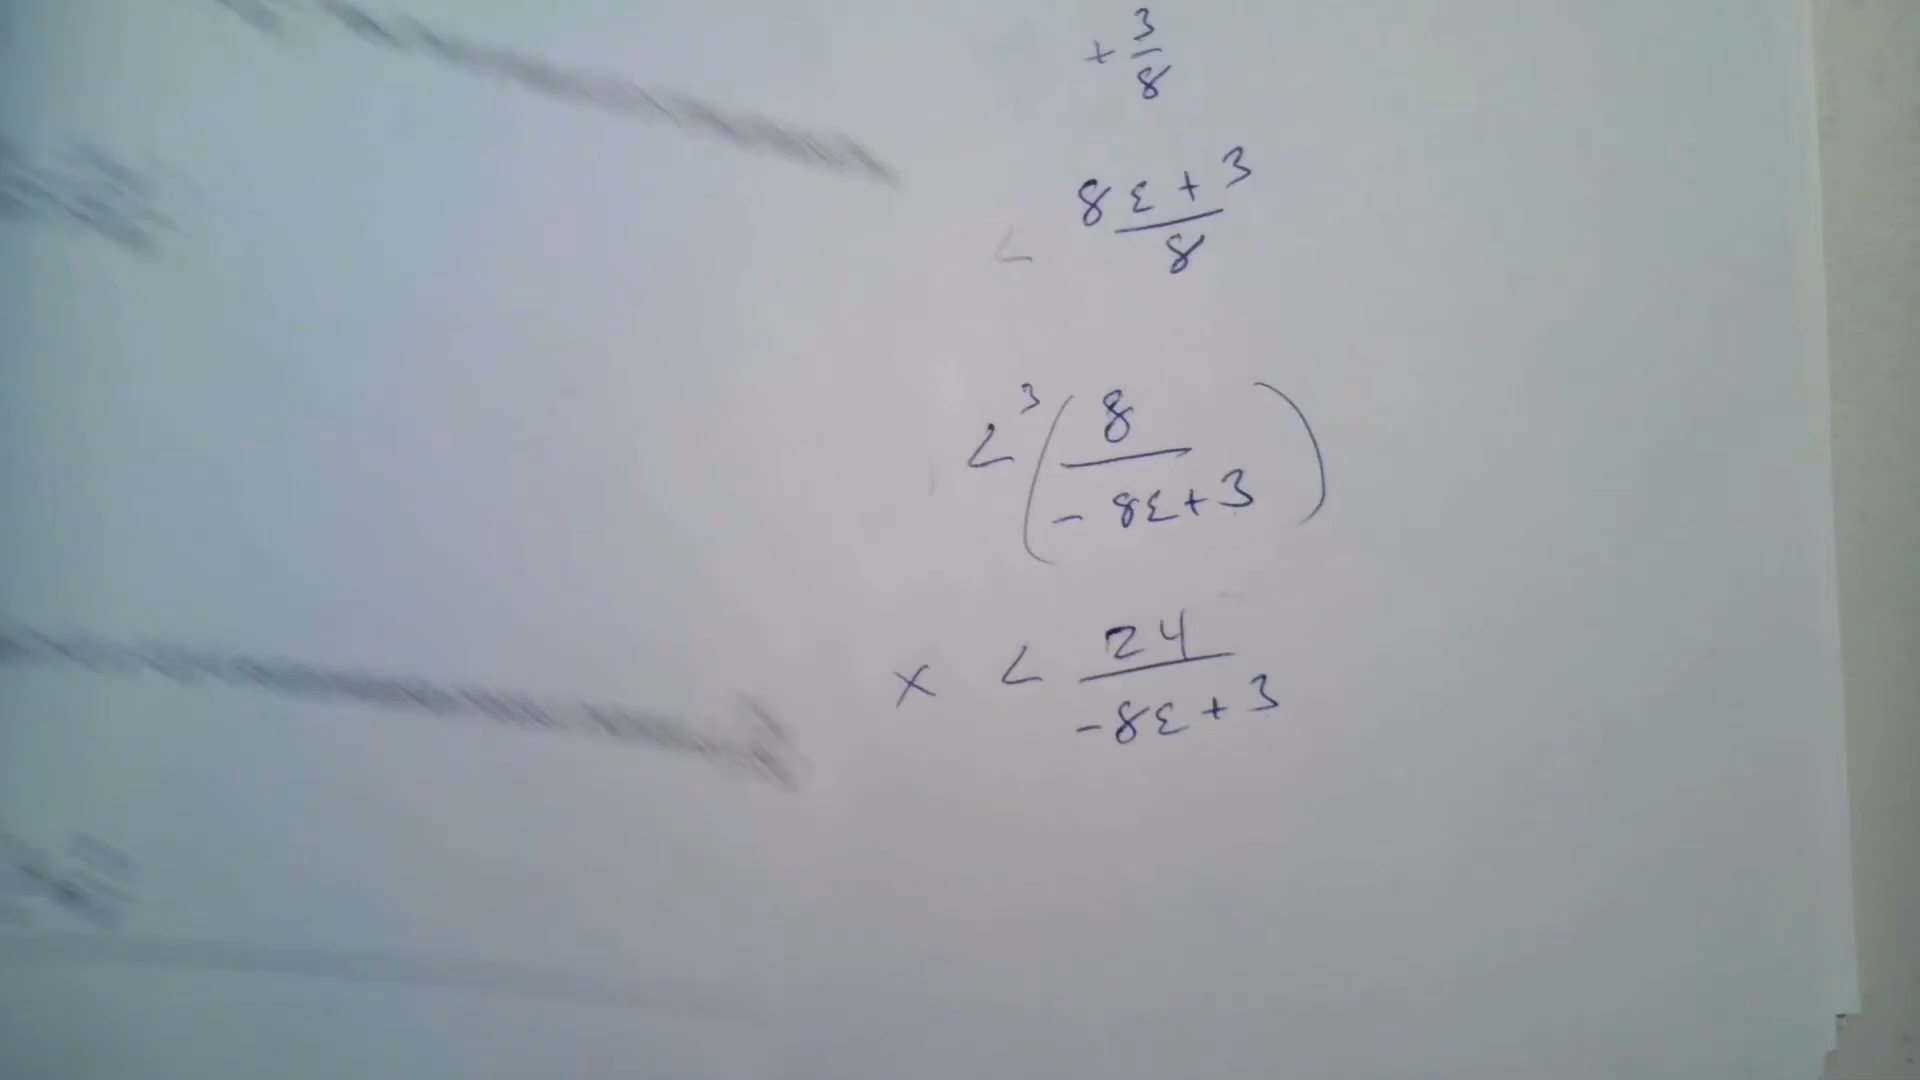 + 3/8
< 8ε + 3 / 8
< 3 ( 8 / -8ε + 3 )
x < 24 / -8ε + 3